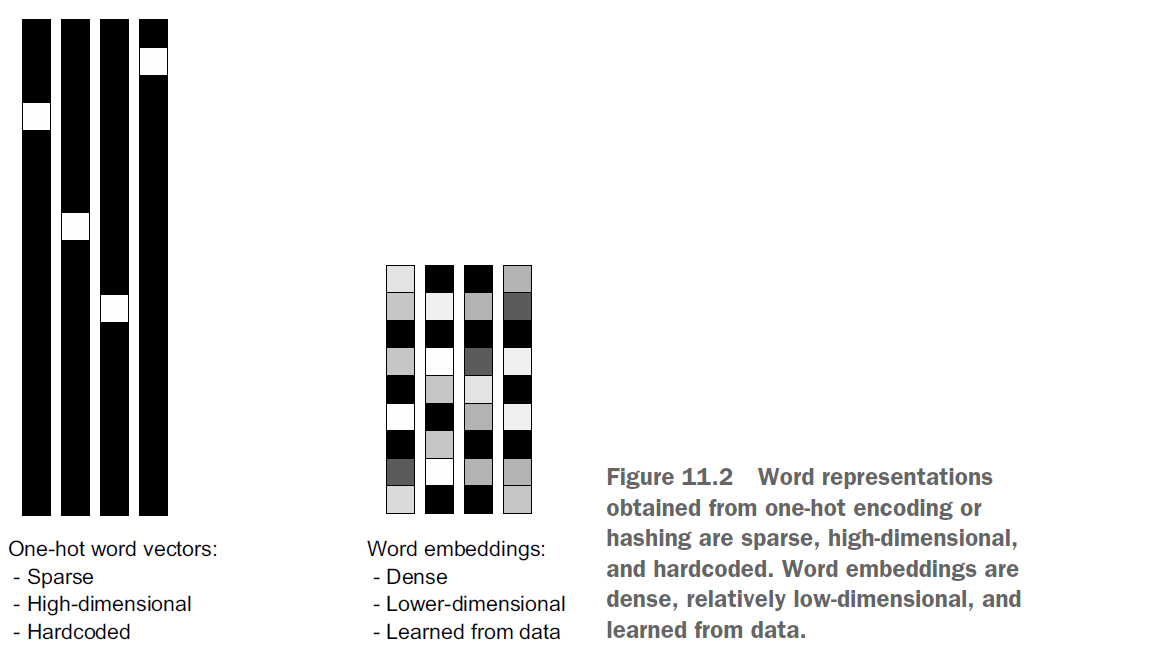 One-hot word vectors:
- Sparse
- High-dimensional
- Hardcoded
Word embeddings:
- Dense
- Lower-dimensional
- Learned from data
Figure 11.2 Word representations
obtained from one-hot encoding or
hashing are sparse, high-dimensional,
and hardcoded. Word embeddings are
dense, relatively low-dimensional, and
learned from data.